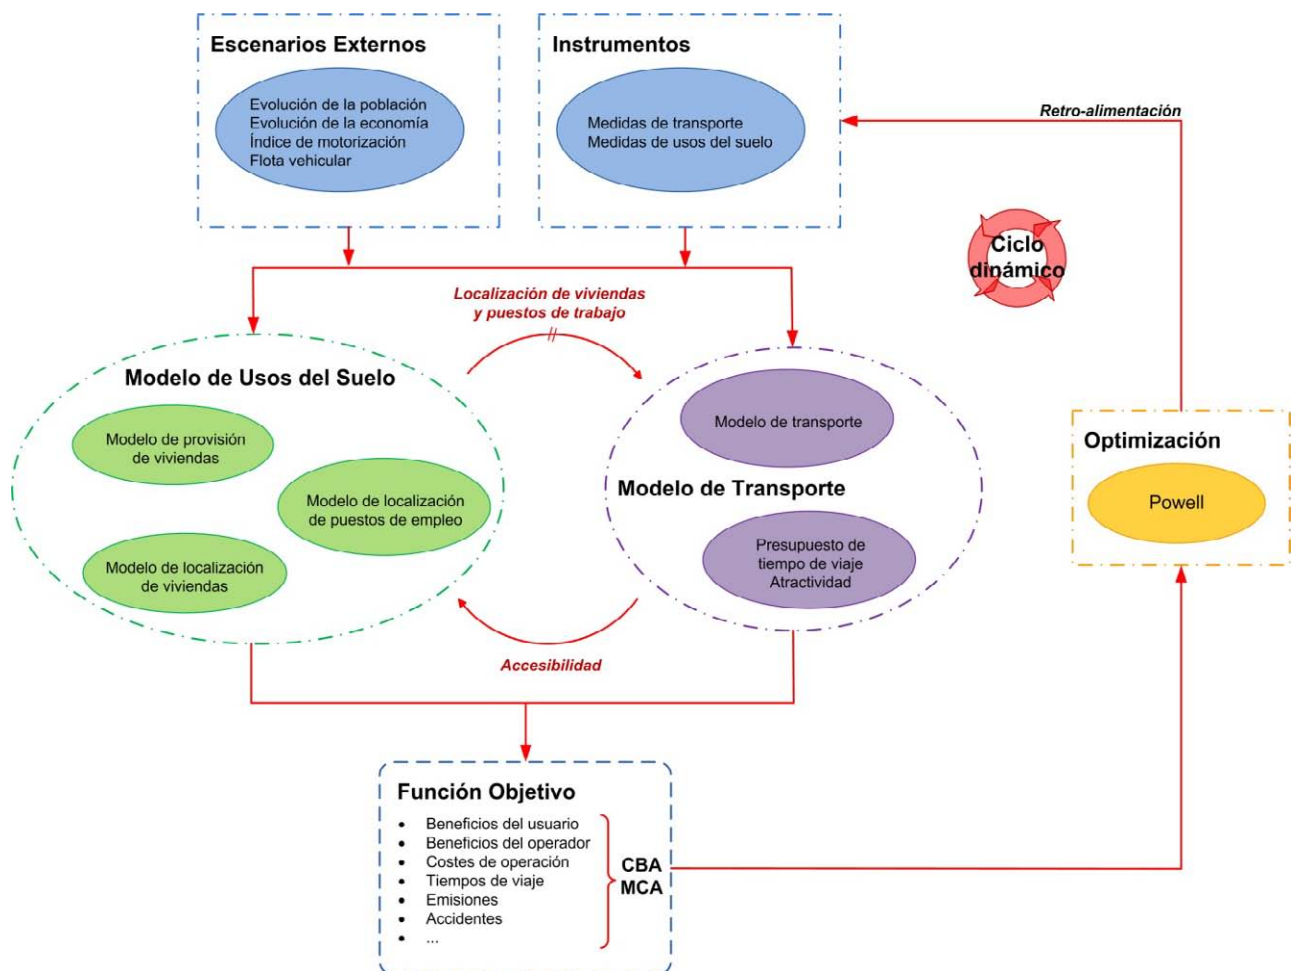 Escenarios Externos
Evolución de la población
Evolución de la economía
Índice de motorización
Flota vehicular
Instrumentos
Medidas de transporte
Medidas de usos del suelo
Retro-alimentación
Ciclo
dinámico
Localización de viviendas
y puestos de trabajo
Modelo de Usos del Suelo
Modelo de provisión
de viviendas
Modelo de localización
de puestos de empleo
Modelo de localización
de viviendas
Modelo de transporte
Modelo de Transporte
Presupuesto de
tiempo de viaje
Atractividad
Optimización
Powell
Accesibilidad
Función Objetivo
• Beneficios del usuario
• Beneficios del operador
• Costes de operación
• Tiempos de viaje
• Emisiones
• Accidentes
• ...
CBA
MCA